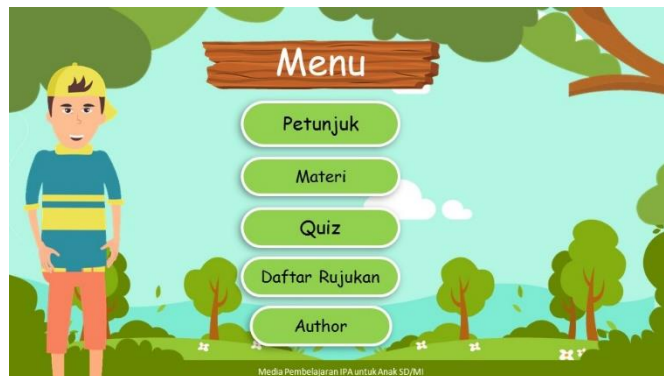 Menu
Petunjuk
Materi
Quiz
Daftar Rujukan
Author
Media Pembelajaran IPA untuk Anak SD/MI